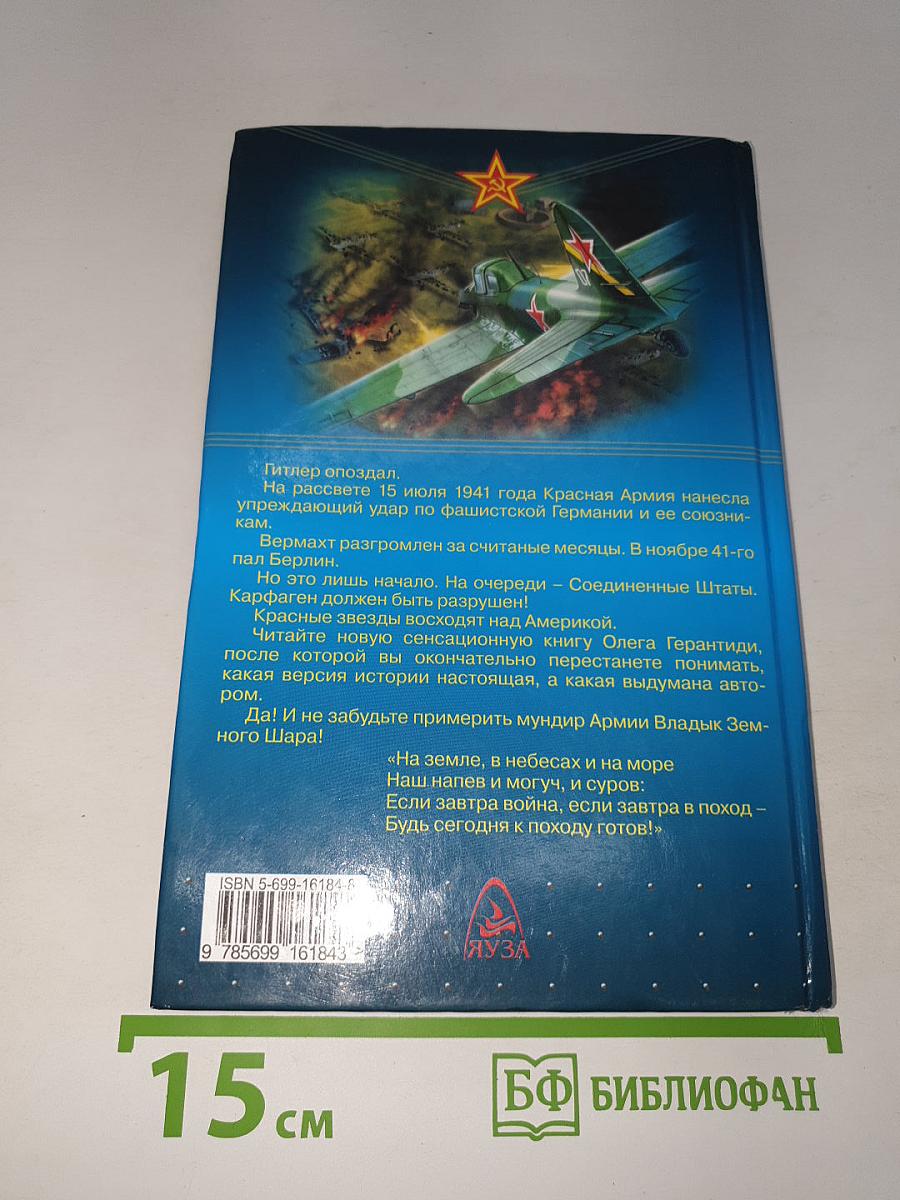 07
Гитлер опоздал.
На рассвете 15 июля 1941 года Красная Армия нанесла
упреждающий удар по фашистской Германии и ее союзни-
кам.
Вермахт разгромлен за считаные месяцы. В ноябре 41-го
пал Берлин.
Но это лишь начало. На очереди – Соединенные Штаты.
Карфаген должен быть разрушен!
Красные звезды восходят над Америкой.
Читайте новую сенсационную книгу Олега Герантиди,
после которой вы окончательно перестанете понимать,
какая версия истории настоящая, а какая выдумана авто-
ром.
Да! И не забудьте примерить мундир Армии Владык Зем-
ного Шара!
«На земле, в небесах и на море
Наш напев и могуч, и суров:
Если завтра война, если завтра в поход –
Будь сегодня к походу готов!»
ISBN 5-699-16184-8
9 785699 161843 >
ЯУЗА
15 см
БФ БИБЛИОФАН